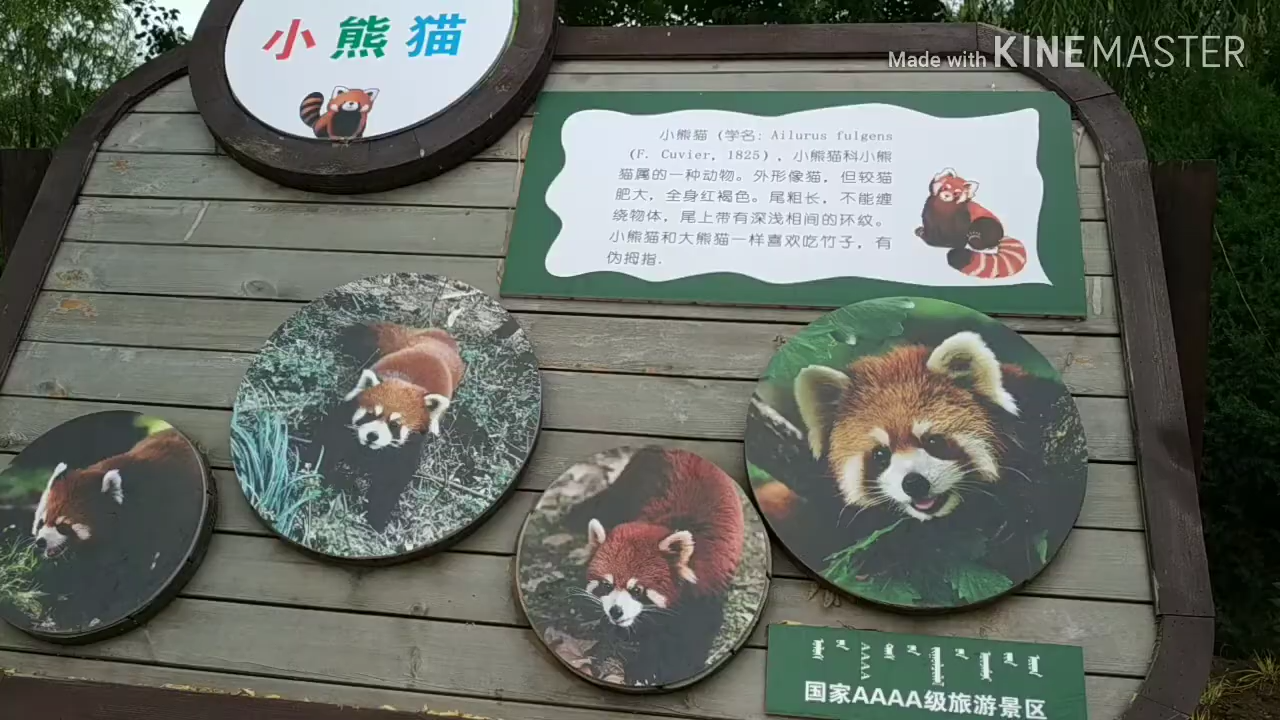 小熊猫
Made with KINEMASTER
小熊猫（学名: Ailurus fulgens
(F. Cuvier, 1825)，小熊猫科小熊
猫属的一种动物。外形像猫，但较猫
肥大，全身红褐色。尾粗长，不能缠
绕物体，尾上带有深浅相间的环纹。
小熊猫和大熊猫一样喜欢吃竹子，有
伪拇指.
AAAA
国家AAAA级旅游景区